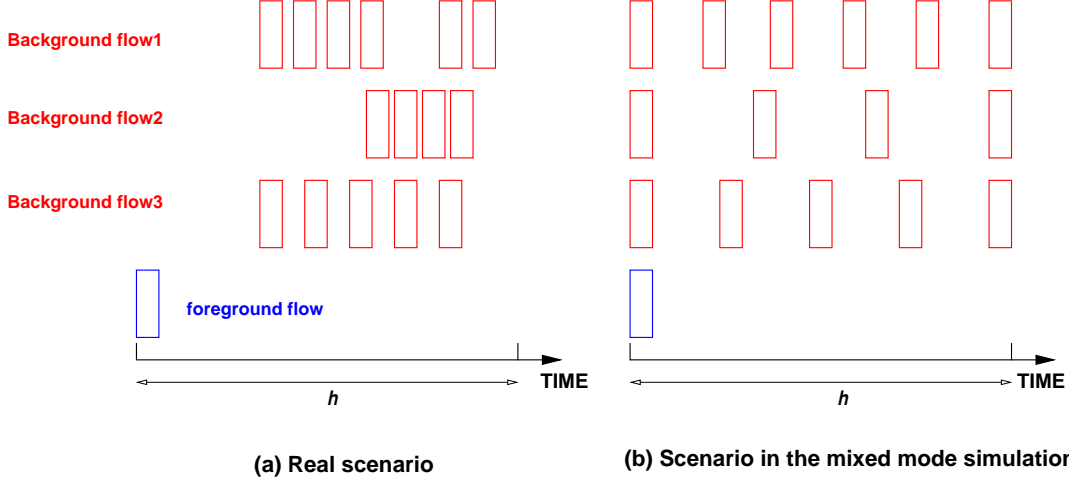 Background flow1
Background flow2
Background flow3
foreground flow
TIME
h
(a) Real scenario
TIME
h
(b) Scenario in the mixed mode simulation